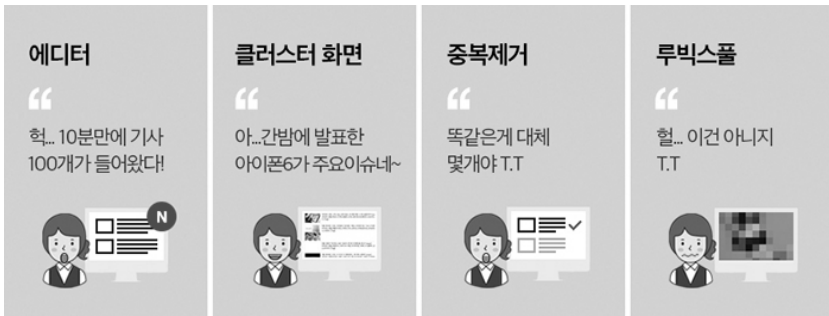 에디터
“
헉... 10분만에 기사
100개가 들어왔다!
N
클러스터 화면
“
아...간밤에 발표한
아이폰6가 주요이슈네~
중복제거
“
똑같은게 대체
몇개야 T.T
루빅스풀
“
헐... 이건 아니지
T.T